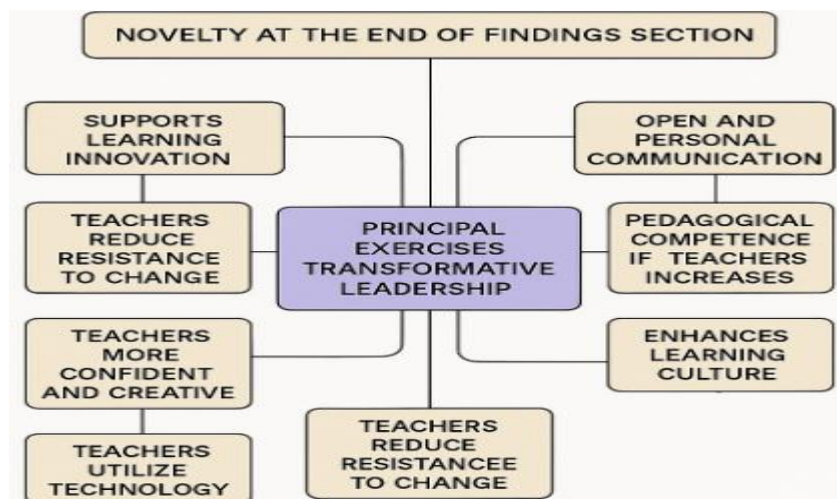 NOVELTY AT THE END OF FINDINGS SECTION
SUPPORTS
LEARNING
INNOVATION
OPEN AND
PERSONAL
COMMUNICATION
TEACHERS
REDUCE
RESISTANCE
TO CHANGE
PRINCIPAL
EXERCISES
TRANSFORMATIVE
LEADERSHIP
PEDAGOGICAL
COMPETENCE
IF TEACHERS
INCREASES
TEACHERS
MORE
CONFIDENT
AND CREATIVE
ENHANCES
LEARNING
CULTURE
TEACHERS
UTILIZE
TECHNOLOGY
TEACHERS
REDUCE
RESISTANCEE
TO CHANGE